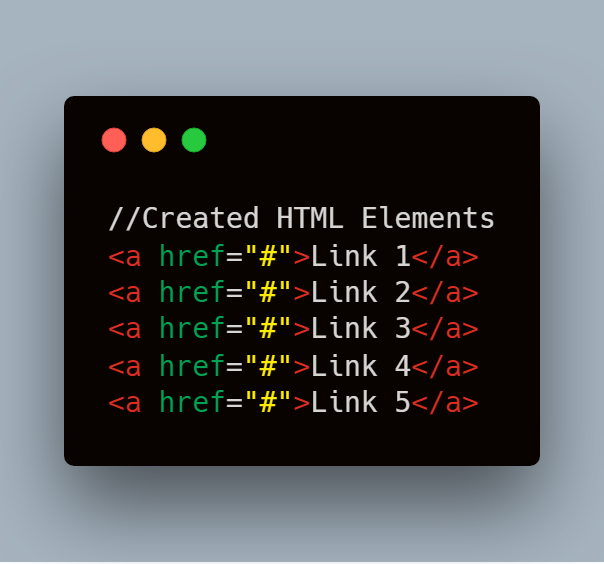 //Created HTML Elements
<a href="#">Link 1</a>
<a href="#">Link 2</a>
<a href="#">Link 3</a>
<a href="#">Link 4</a>
<a href="#">Link 5</a>